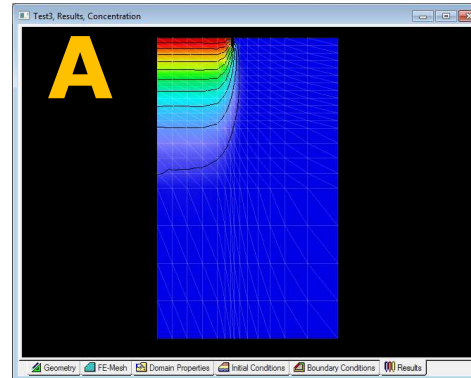 Test3, Results, Concentration
A
Geometry FE-Mesh Domain Properties Initial Conditions Boundary Conditions Results